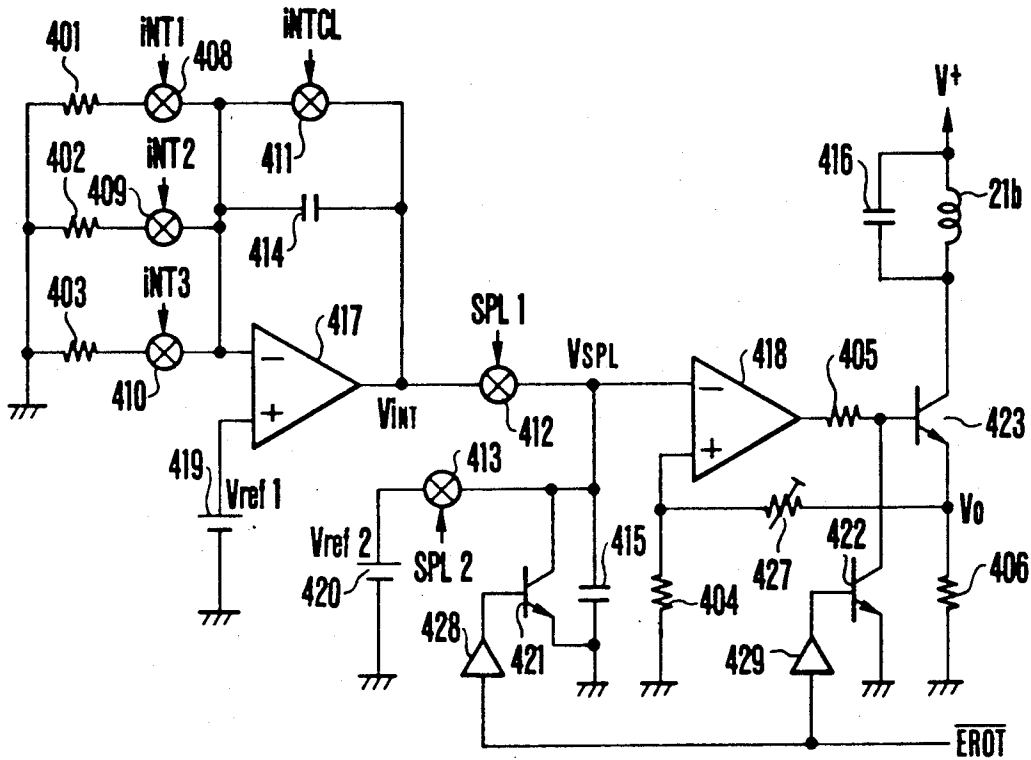 iNT1
iNTCL
401
408
V+
iNT2
411
416
21b
402
409
414
iNT3
403
417
SPL 1
418
405
VSPL
410
VINT
412
423
419
413
Vref 1
Vref 2
415
422
V0
420
SPL 2
427
406
404
428
421
429
EROT